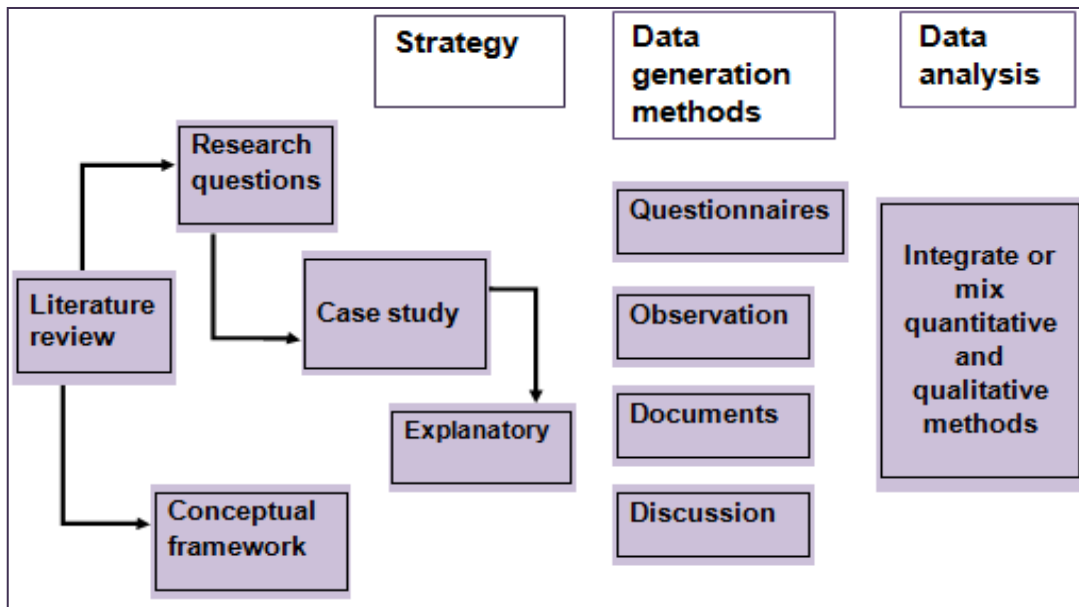 Strategy
Data
generation
methods
Data
analysis
Research
questions
Literature
review
Case study
Explanatory
Conceptual
framework
Questionnaires
Observation
Documents
Discussion
Integrate or
mix
quantitative
and
qualitative
methods